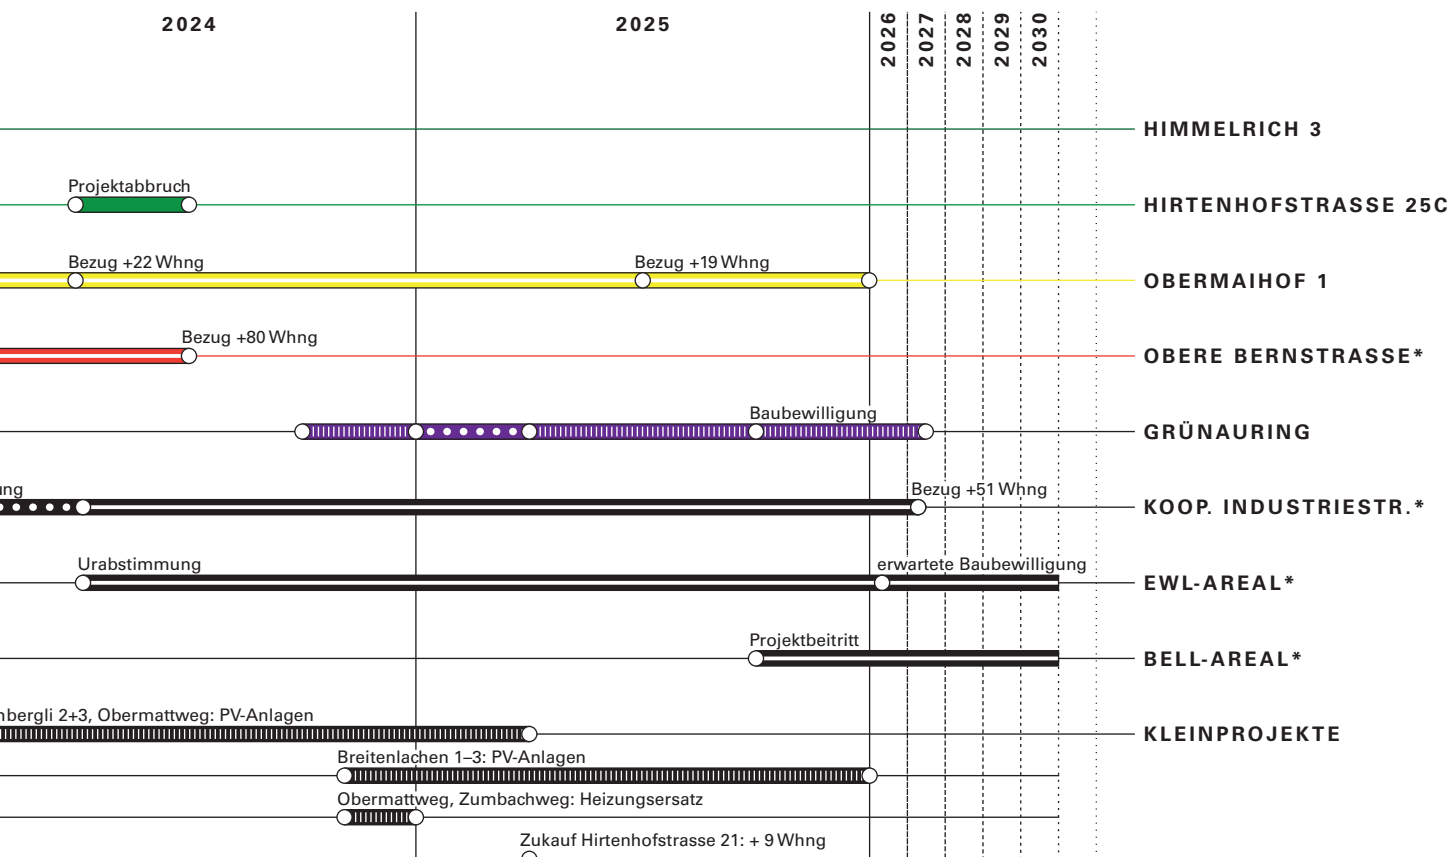 2024 2025 2026 2027 2028 2029 2030
HIMMELRICH 3
Projektabbruch
HIRTENHOFSTRASSE 25C
Bezug +22 Whng Bezug +19 Whng
OBERMAIHOF 1
Bezug +80 Whng
OBERE BERNSTRASSE*
Baubewilligung
GRÜNAURING
ung Bezug +51 Whng
KOOP. INDUSTRIESTR.*
Urabstimmung erwartete Baubewilligung
EWL-AREAL*
Projektbeitritt
BELL-AREAL*
nbergli 2+3, Obermattweg: PV-Anlagen
KLEINPROJEKTE
Breitenlachen 1–3: PV-Anlagen
Obermattweg, Zumbachweg: Heizungsersatz
Zukauf Hirtenhofstrasse 21: + 9 Whng